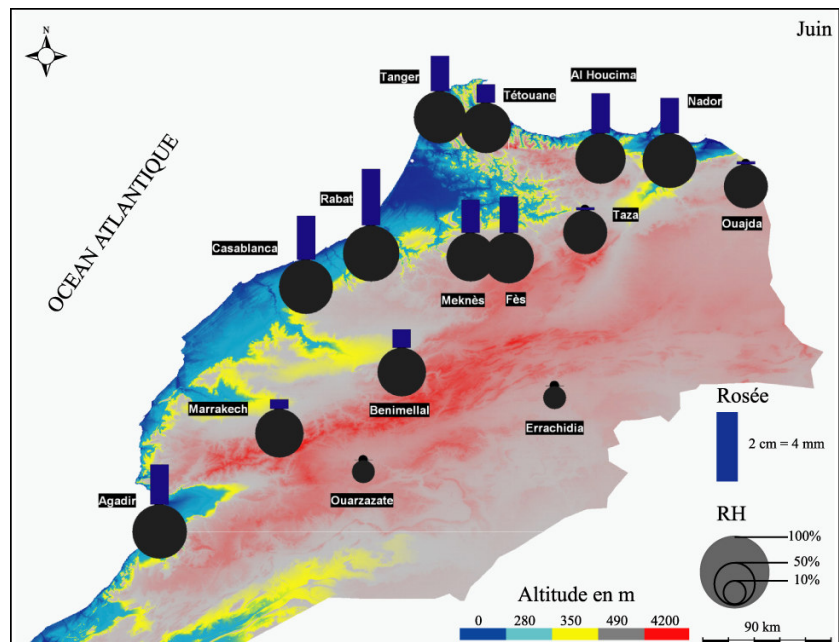 Juin
N
Tanger
Al Houcima
Tétouane
Nador
OCEAN ATLANTIQUE
Rabat
Taza
Ouajda
Casablanca
Meknès
Fès
Marrakech
Benimellal
Errachidia
Rosée
2 cm = 4 mm
Ouarzazate
Agadir
RH
100%
50%
10%
Altitude en m
0 280 350 490 4200
90 km